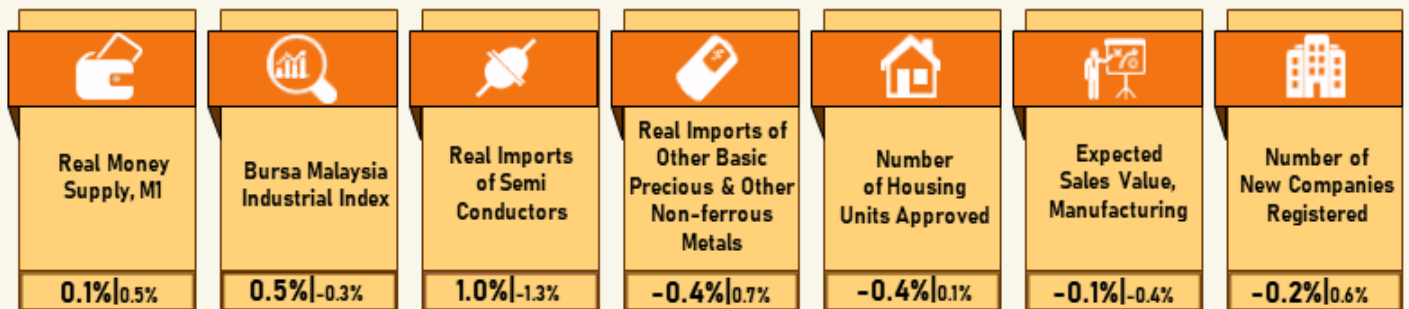 Real Money
Supply, M1
0.1%|0.5%
Bursa Malaysia
Industrial Index
0.5%|-0.3%
Real Imports
of Semi
Conductors
1.0%|-1.3%
Real Imports of
Other Basic
Precious & Other
Non-ferrous
Metals
-0.4%|0.7%
Number
of Housing
Units Approved
-0.4%|0.1%
Expected
Sales Value,
Manufacturing
-0.1%|-0.4%
Number of
New Companies
Registered
-0.2%|0.6%